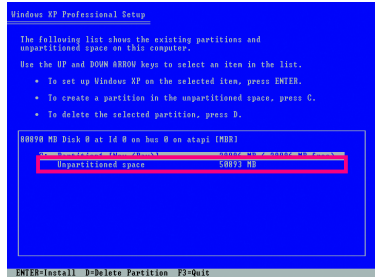 Windows XP Professional Setup
The following list shows the existing partitions and
unpartitioned space on this computer.
Use the UP and DOWN ARROW keys to select an item in the list.
• To set up Windows XP on the selected item, press ENTER.
• To create a partition in the unpartitioned space, press C.
• To delete the selected partition, press D.
80890 MB Disk 0 at Id 0 on bus 0 on atapi [MBR]
Unpartitioned space 50893 MB
ENTER=Install D=Delete Partition F3=Quit